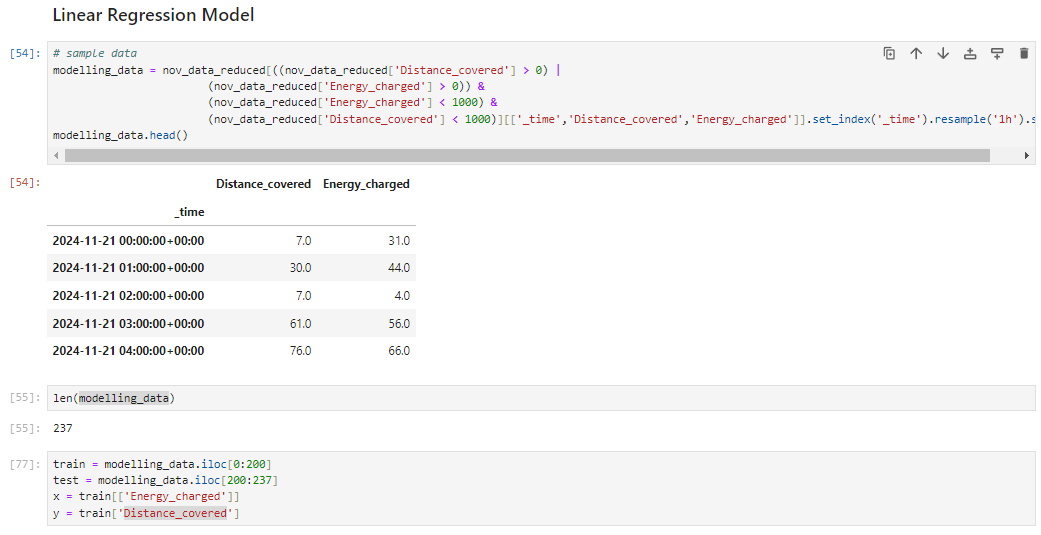 Linear Regression Model
[54]: # sample data
modelling_data = nov_data_reduced[((nov_data_reduced['Distance_covered'] > 0) |
(nov_data_reduced['Energy_charged'] > 0)) &
(nov_data_reduced['Energy_charged'] < 1000) &
(nov_data_reduced['Distance_covered'] < 1000)][['_time','Distance_covered','Energy_charged']].set_index('_time').resample('1h').s
modelling_data.head()
[54]: Distance_covered Energy_charged
_time
2024-11-21 00:00:00+00:00 7.0 31.0
2024-11-21 01:00:00+00:00 30.0 44.0
2024-11-21 02:00:00+00:00 7.0 4.0
2024-11-21 03:00:00+00:00 61.0 56.0
2024-11-21 04:00:00+00:00 76.0 66.0
[55]: len(modelling_data)
[55]: 237
[77]: train = modelling_data.iloc[0:200]
test = modelling_data.iloc[200:237]
x = train[['Energy_charged']]
y = train['Distance_covered']